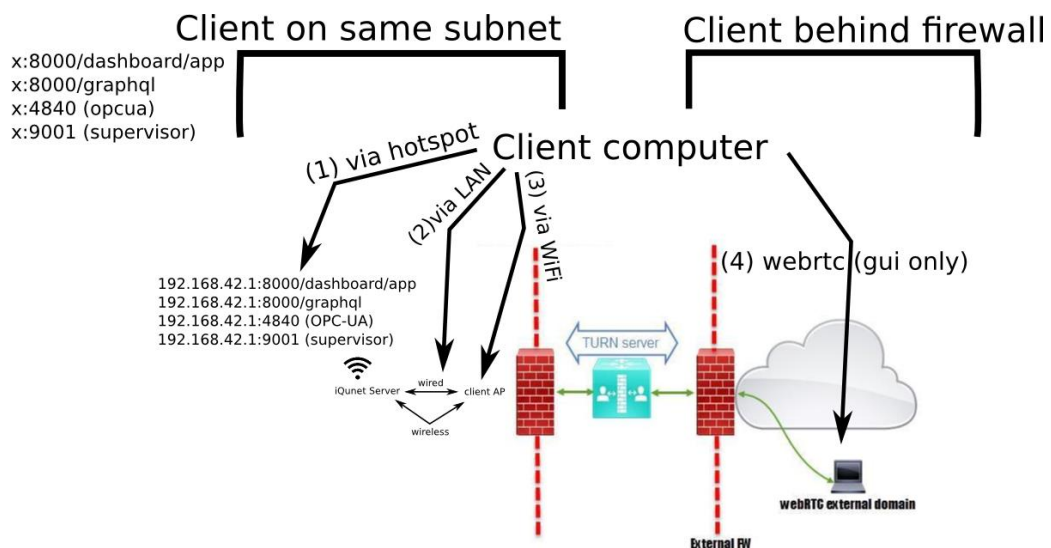 Client on same subnet
Client behind firewall
x:8000/dashboard/app
x:8000/graphql
x:4840 (opcua)
x:9001 (supervisor)
Client computer
(1) via hotspot
(2)via LAN
(3) via WiFi
(4) webrtc (gui only)
192.168.42.1:8000/dashboard/app
192.168.42.1:8000/graphql
192.168.42.1:4840 (OPC-UA)
192.168.42.1:9001 (supervisor)
TURN server
iQunet Server
wired
client AP
wireless
webRTC external domain
External FW